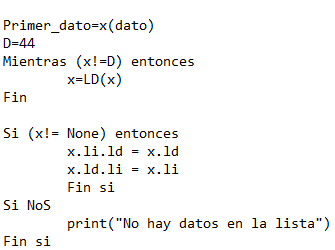 Primer_dato=x(dato)
D=44
Mientras (x!=D) entonces
x=LD(x)
Fin
Si (x!= None) entonces
x.li.ld = x.ld
x.ld.li = x.li
Fin si
Si NoS
print("No hay datos en la lista")
Fin si